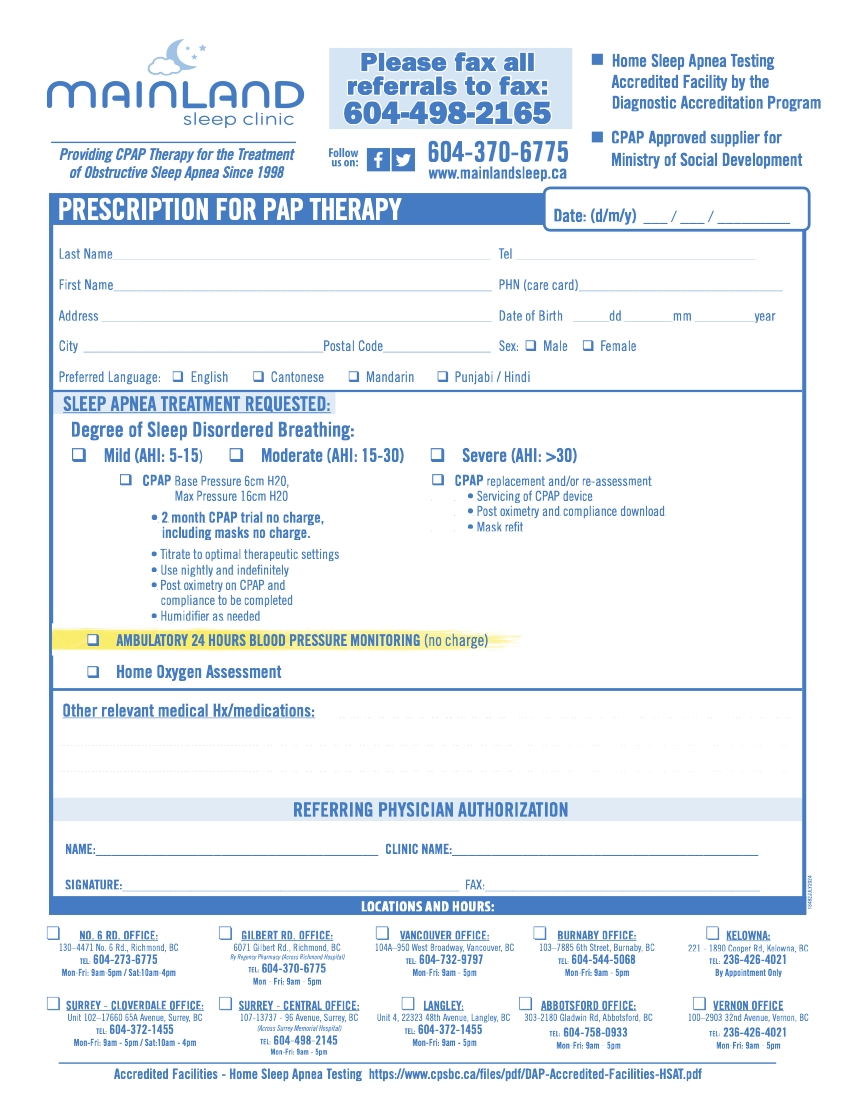 MAINLAND
sleep clinic
Providing CPAP Therapy for the Treatment
of Obstructive Sleep Apnea Since 1998
Please fax all
referrals to fax:
604-498-2165
Follow
us on:
604-370-6775
www.mainlandsleep.ca
Home Sleep Apnea Testing
Accredited Facility by the
Diagnostic Accreditation Program
CPAP Approved supplier for
Ministry of Social Development
PRESCRIPTION FOR PAP THERAPY
Date: (d/m/y) ___ / ___ / _________
Last Name Tel
First Name PHN (care card)
Address Date of Birth dd mm year
City Postal Code Sex: ❏ Male ❏ Female
Preferred Language: ❏ English ❏ Cantonese ❏ Mandarin ❏ Punjabi / Hindi
SLEEP APNEA TREATMENT REQUESTED:
Degree of Sleep Disordered Breathing:
❏ Mild (AHI: 5-15) ❏ Moderate (AHI: 15-30) ❏ Severe (AHI: >30)
❏ CPAP Base Pressure 6cm H20,
Max Pressure 16cm H20
• 2 month CPAP trial no charge,
including masks no charge.
• Titrate to optimal therapeutic settings
• Use nightly and indefinitely
• Post oximetry on CPAP and
compliance to be completed
• Humidifier as needed
❏ CPAP replacement and/or re-assessment
• Servicing of CPAP device
• Post oximetry and compliance download
• Mask refit
❏ AMBULATORY 24 HOURS BLOOD PRESSURE MONITORING (no charge)
❏ Home Oxygen Assessment
Other relevant medical Hx/medications:
REFERRING PHYSICIAN AUTHORIZATION
NAME: CLINIC NAME:
SIGNATURE: FAX:
LOCATIONS AND HOURS:
❏ NO. 6 RD. OFFICE:
130-4471 No. 6 Rd., Richmond, BC
TEL: 604-273-6775
Mon-Fri: 9am-5pm / Sat:10am-4pm
❏ GILBERT RD. OFFICE:
6071 Gilbert Rd., Richmond, BC
By Regency Pharmacy (Across Richmond Hospital)
TEL: 604-370-6775
Mon - Fri: 9am - 5pm
❏ VANCOUVER OFFICE:
104A-950 West Broadway, Vancouver, BC
TEL: 604-732-9797
Mon-Fri: 9am - 5pm
❏ BURNABY OFFICE:
103-7885 6th Street, Burnaby, BC
TEL: 604-544-5068
Mon-Fri: 9am - 5pm
❏ KELOWNA:
221 - 1890 Cooper Rd, Kelowna, BC
TEL: 236-426-4021
By Appointment Only
❏ SURREY - CLOVERDALE OFFICE:
Unit 102-17660 65A Avenue, Surrey, BC
TEL: 604-372-1455
Mon-Fri: 9am - 5pm / Sat:10am - 4pm
❏ SURREY - CENTRAL OFFICE:
107-13737 - 96 Avenue, Surrey, BC
(Across Surrey Memorial Hospital)
TEL: 604-498-2145
Mon-Fri: 9am - 5pm
❏ LANGLEY:
Unit 4, 22323 48th Avenue, Langley, BC
TEL: 604-372-1455
Mon-Fri: 9am - 5pm
❏ ABBOTSFORD OFFICE:
303-2180 Gladwin Rd, Abbotsford, BC
TEL: 604-758-0933
Mon-Fri: 9am - 5pm
❏ VERNON OFFICE
100-2903 32nd Avenue, Vernon, BC
TEL: 236-426-4021
Mon-Fri: 9am - 5pm
Accredited Facilities - Home Sleep Apnea Testing https://www.cpsbc.ca/files/pdf/DAP-Accredited-Facilities-HSAT.pdf